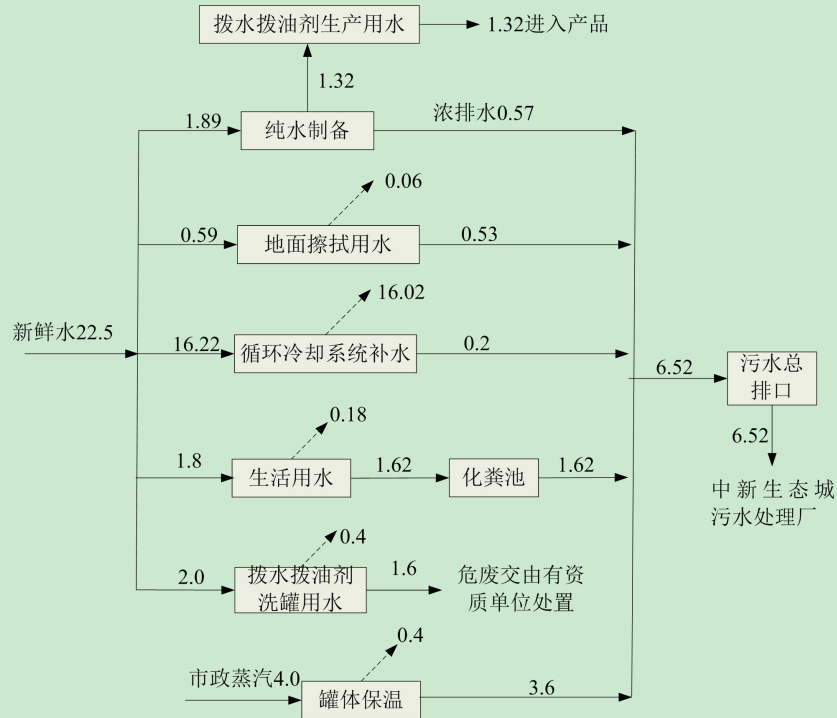 拨水拨油剂生产用水
1.32进入产品
1.32
1.89
纯水制备
浓排水0.57
0.06
0.59
地面擦拭用水
0.53
16.02
新鲜水22.5
16.22
循环冷却系统补水
0.2
6.52
污水总
排口
0.18
6.52
1.8
生活用水
1.62
化粪池
1.62
中新生态城
污水处理厂
0.4
2.0
拨水拨油剂
洗罐用水
1.6
危废交由有资
质单位处置
0.4
市政蒸汽4.0
罐体保温
3.6